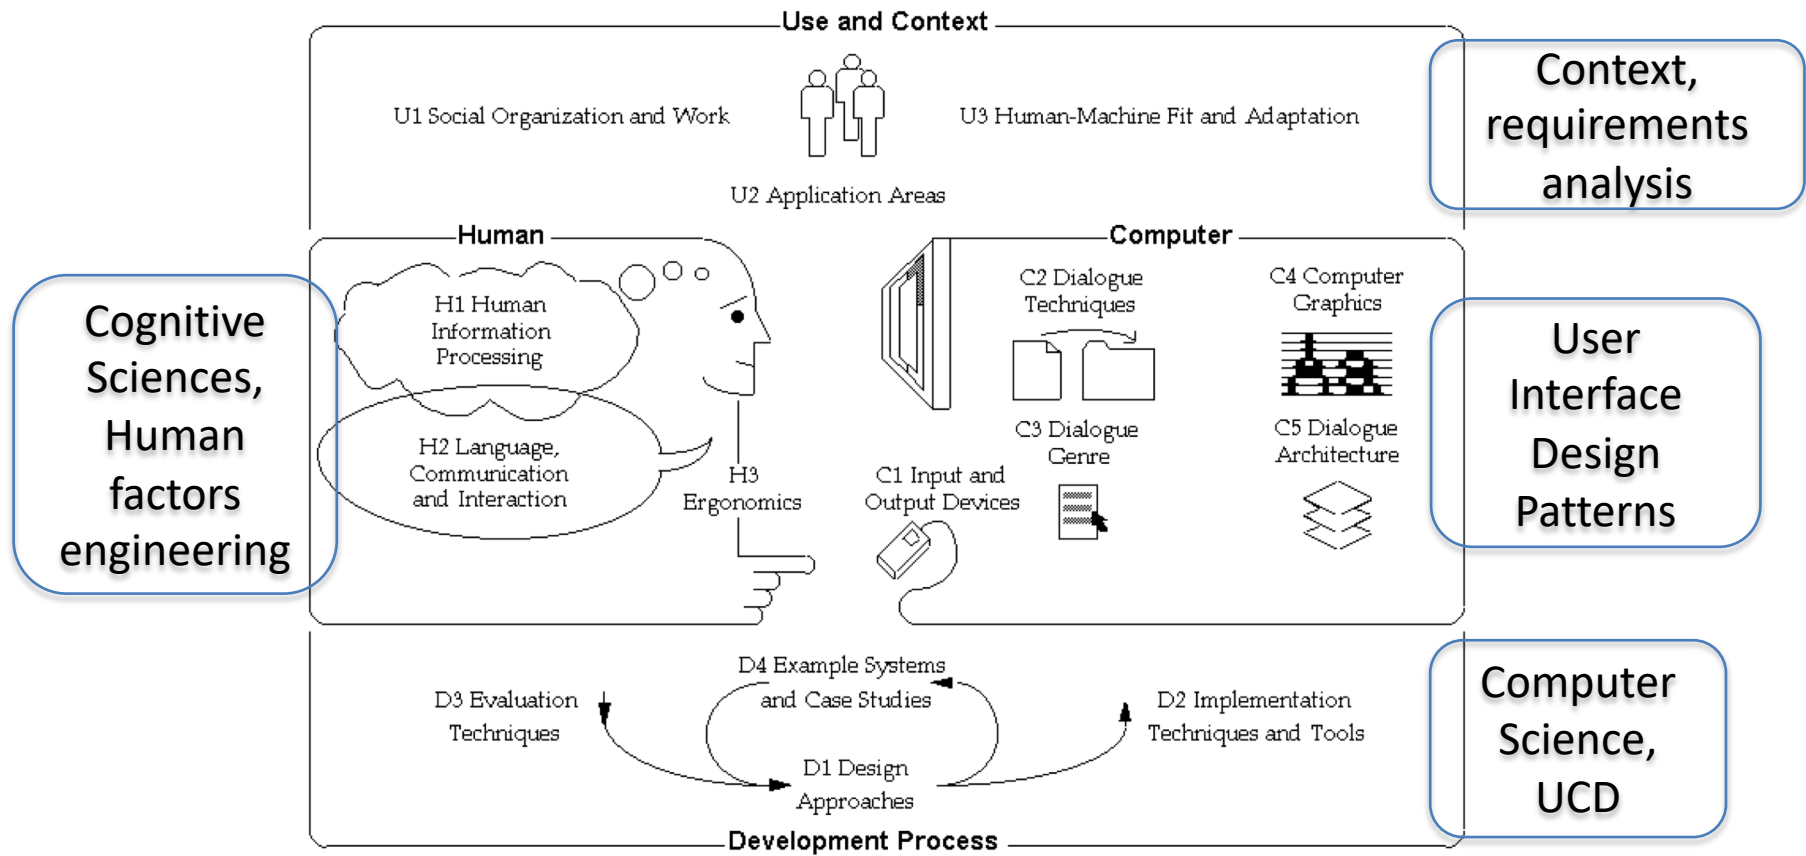 Use and Context
U1 Social Organization and Work
U3 Human-Machine Fit and Adaptation
U2 Application Areas
Context,
requirements
analysis
Human
H1 Human
Information
Processing
H2 Language,
Communication
and Interaction
H3
Ergonomics
Cognitive
Sciences,
Human
factors
engineering
Computer
C2 Dialogue
Techniques
C4 Computer
Graphics
C3 Dialogue
Genre
C5 Dialogue
Architecture
C1 Input and
Output Devices
User
Interface
Design
Patterns
D4 Example Systems
and Case Studies
D3 Evaluation
Techniques
D2 Implementation
Techniques and Tools
D1 Design
Approaches
Development Process
Computer
Science,
UCD